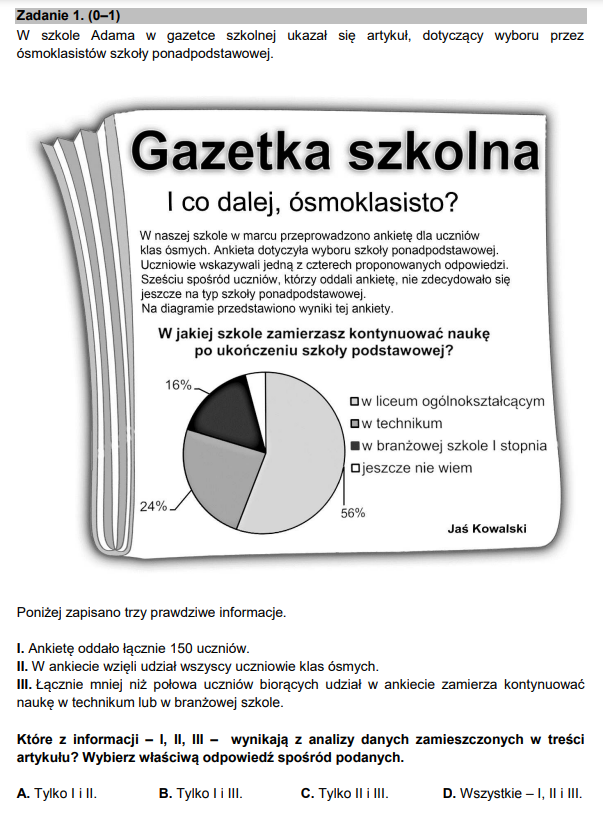 Zadanie 1. (0–1)
W szkole Adama w gazetce szkolnej ukazał się artykuł, dotyczący wyboru przez
ósmoklasistów szkoły ponadpodstawowej.
Gazetka szkolna
I co dalej, ósmoklasisto?
W naszej szkole w marcu przeprowadzono ankietę dla uczniów
klas ósmych. Ankieta dotyczyła wyboru szkoły ponadpodstawowej.
Uczniowie wskazywali jedną z czterech proponowanych odpowiedzi.
Sześciu spośród uczniów, którzy oddali ankietę, nie zdecydowało się
jeszcze na typ szkoły ponadpodstawowej.
Na diagramie przedstawiono wyniki tej ankiety.
W jakiej szkole zamierzasz kontynuować naukę
po ukończeniu szkoły podstawowej?
16%
w liceum ogólnokształcącym
w technikum
w branżowej szkole I stopnia
jeszcze nie wiem
24%
56%
Jaś Kowalski
Poniżej zapisano trzy prawdziwe informacje.
I. Ankietę oddało łącznie 150 uczniów.
II. W ankiecie wzięli udział wszyscy uczniowie klas ósmych.
III. Łącznie mniej niż połowa uczniów biorących udział w ankiecie zamierza kontynuować
naukę w technikum lub w branżowej szkole.
Które z informacji – I, II, III – wynikają z analizy danych zamieszczonych w treści
artykułu? Wybierz właściwą odpowiedź spośród podanych.
A. Tylko I i II. B. Tylko I i III. C. Tylko II i III. D. Wszystkie – I, II i III.